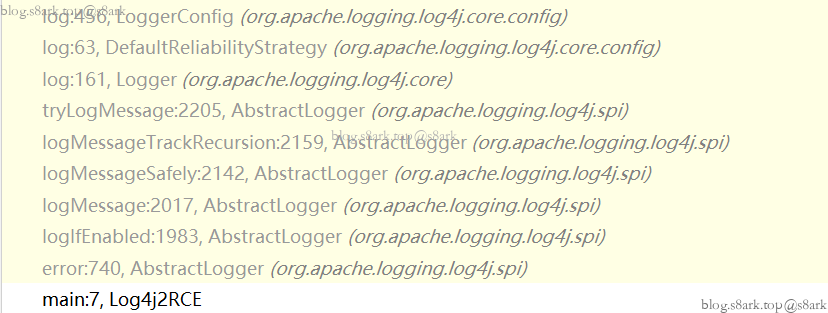 blog.s8ark.top@s8ark
log:456, LoggerConfig (org.apache.logging.log4j.core.config)
log:63, DefaultReliabilityStrategy (org.apache.logging.log4j.core.config)
log:161, Logger (org.apache.logging.log4j.core)
tryLogMessage:2205, AbstractLogger (org.apache.logging.log4j.spi)
logMessageTrackRecursion:2159, AbstractLogger (org.apache.logging.log4j.spi)
blog.s8ark.top@s8ark
logMessageSafely:2142, AbstractLogger (org.apache.logging.log4j.spi)
logMessage:2017, AbstractLogger (org.apache.logging.log4j.spi)
logIfEnabled:1983, AbstractLogger (org.apache.logging.log4j.spi)
error:740, AbstractLogger (org.apache.logging.log4j.spi)
main:7, Log4j2RCE
blog.s8ark.top@s8ark